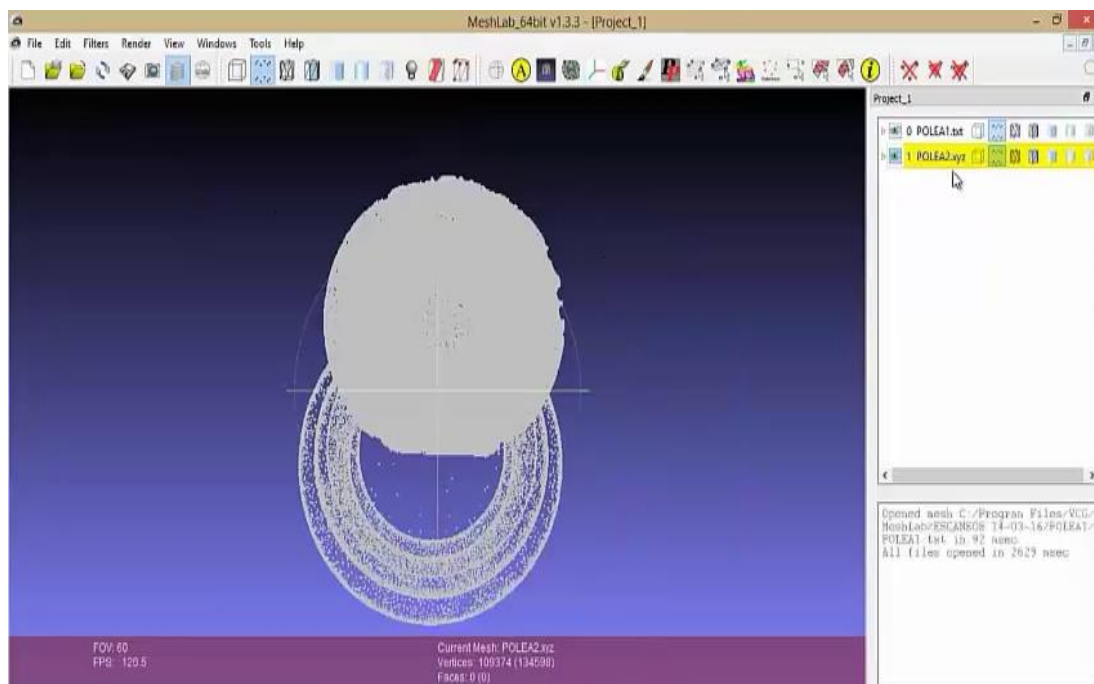 MeshLab_64bit v1.3.3 - [Project_1]
File Edit Filters Render View Windows Tools Help
Project_1
0 POLEA1.txt
1 POLEA2.xyz
Opened mesh C:/Program Files/VCG/
MeshLab/ESCANEOS 14-03-16/POLEA1/
POLEA1.txt in 92 msec
All files opened in 2629 msec
FOV: 60
FPS: 120.5
Current Mesh: POLEA2.xyz
Vertices: 109374 (134598)
Faces: 0 (0)